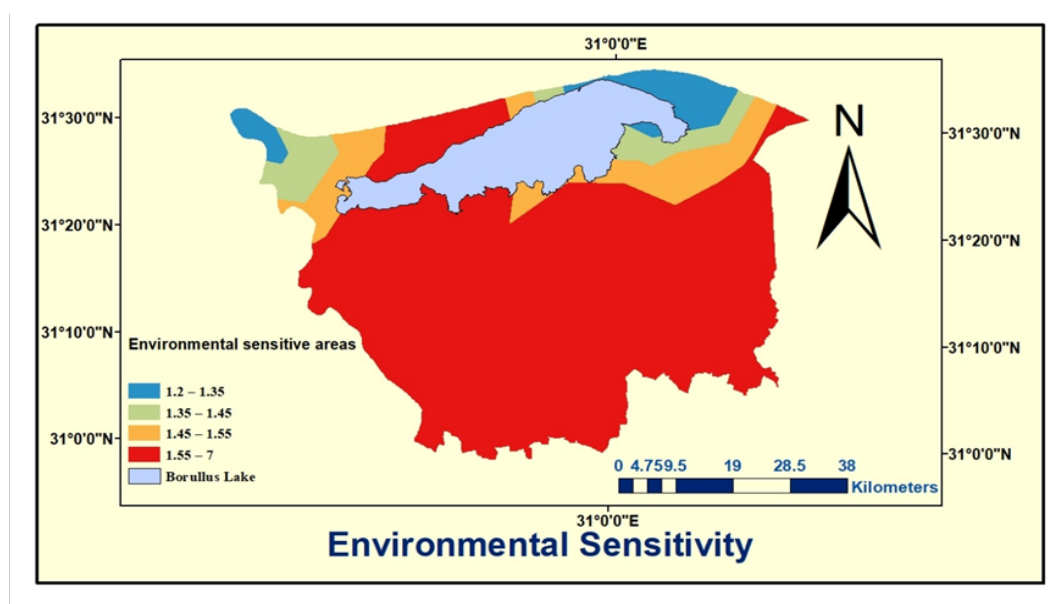 31°0'0"E
N
31°30'0"N
31°30'0"N
31°20'0"N
31°20'0"N
31°10'0"N
31°10'0"N
Environmental sensitive areas
1.2 – 1.35
1.35 – 1.45
1.45 – 1.55
1.55 – 7
Borullus Lake
31°0'0"N
31°0'0"N
0 4.75 9.5 19 28.5 38
Kilometers
31°0'0"E
Environmental Sensitivity